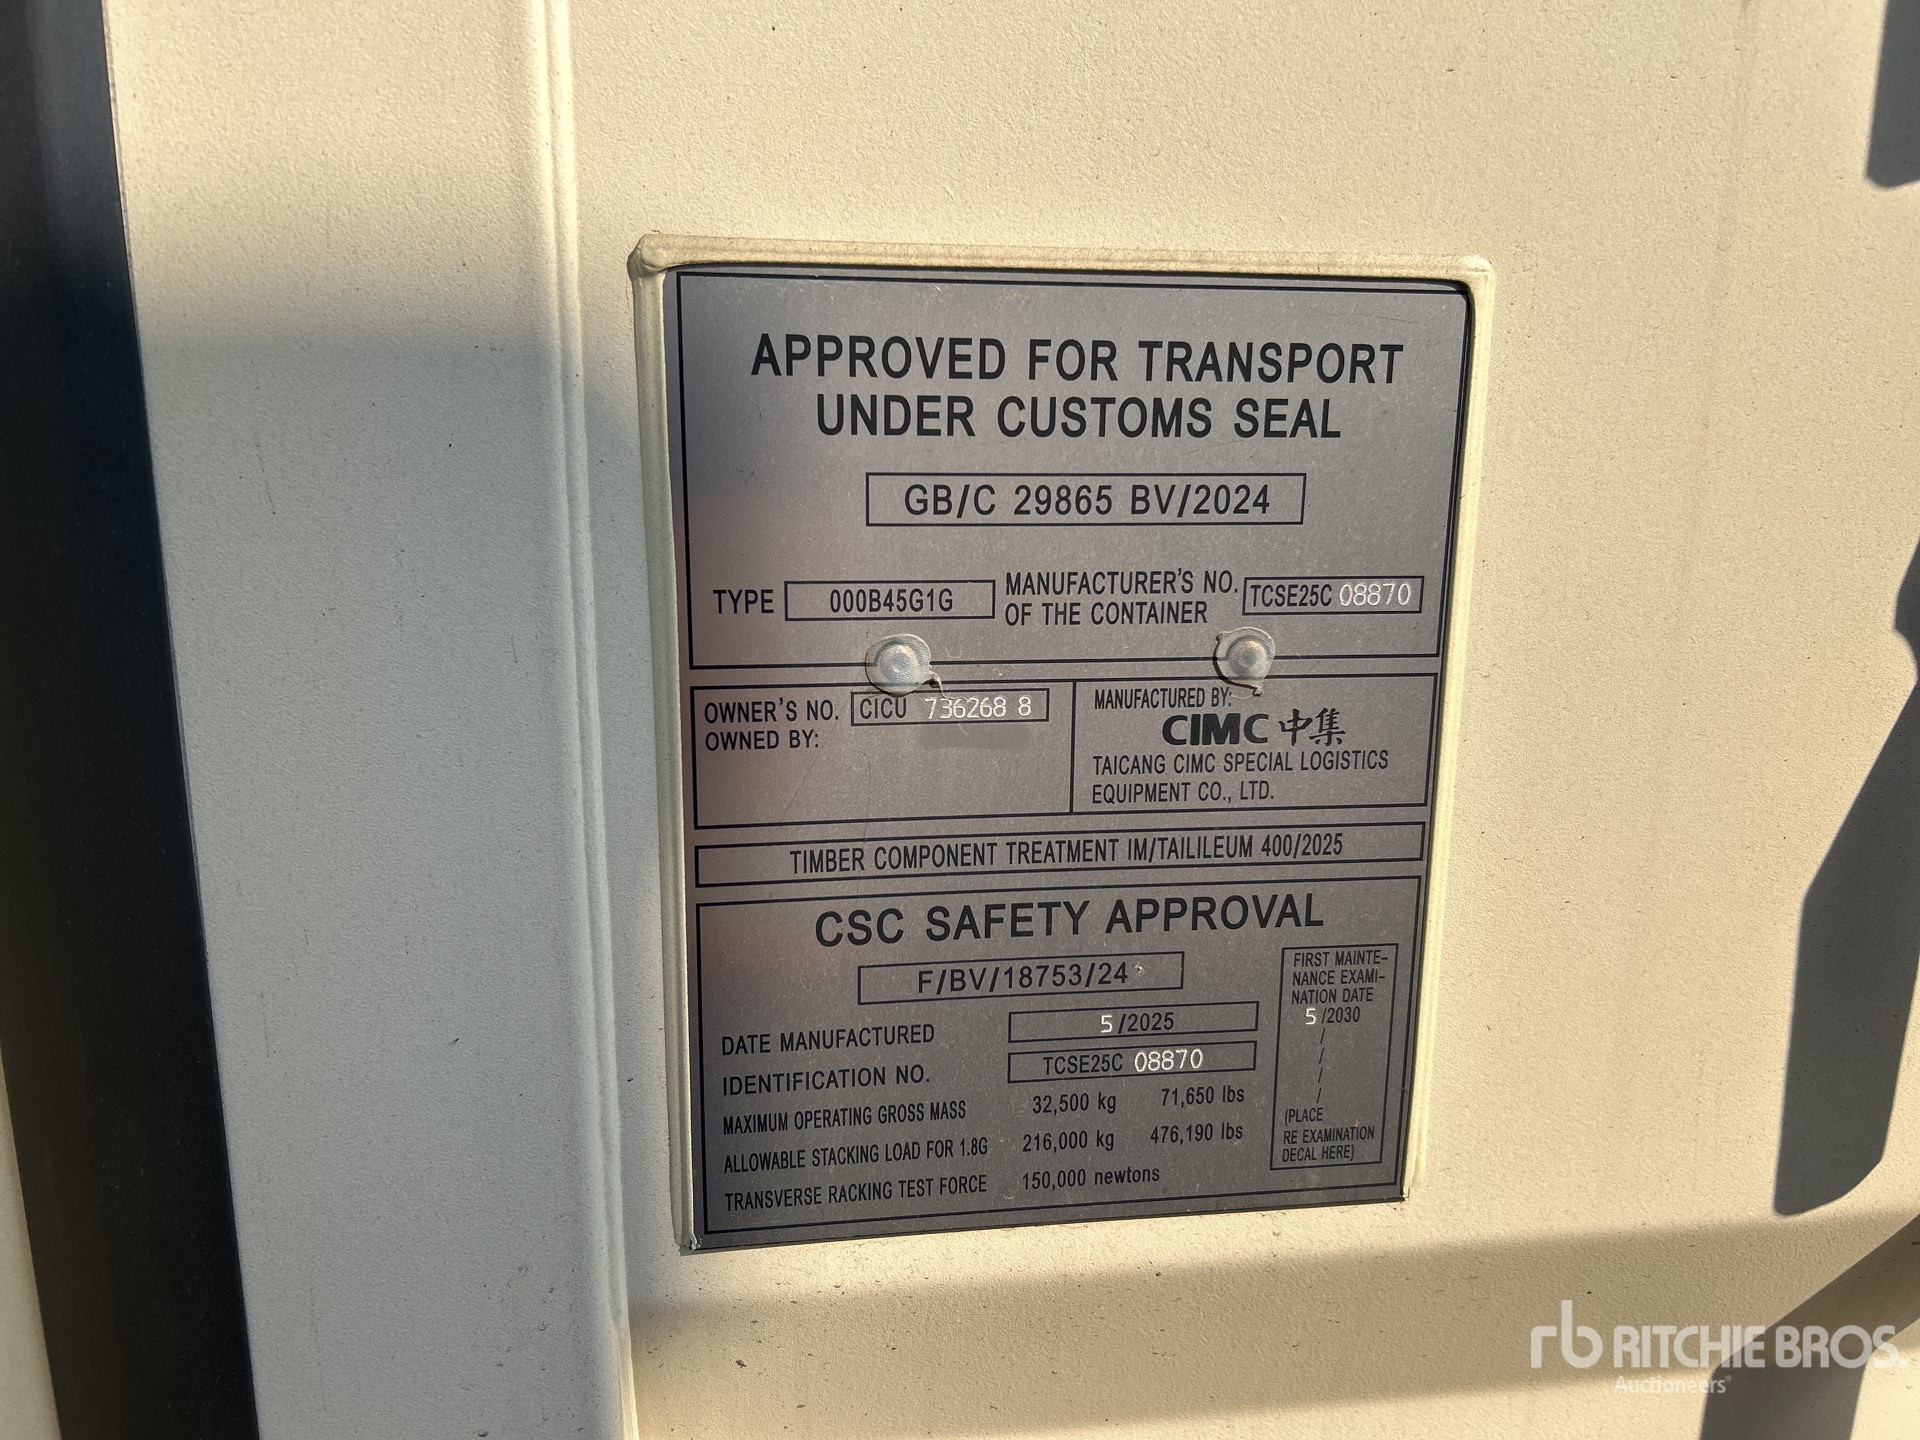 APPROVED FOR TRANSPORT
UNDER CUSTOMS SEAL
GB/C 29865 BV/2024
TYPE 000B45G1G
MANUFACTURER'S NO.
OF THE CONTAINER
TCSE25C 08870
OWNER'S NO. CICU 736268 8
OWNED BY:
MANUFACTURED BY:
CIMC 中集
TAICANG CIMC SPECIAL LOGISTICS
EQUIPMENT CO., LTD.
TIMBER COMPONENT TREATMENT IM/TAILILEUM 400/2025
CSC SAFETY APPROVAL
F/BV/18753/24
DATE MANUFACTURED 5/2025
IDENTIFICATION NO. TCSE25C 08870
MAXIMUM OPERATING GROSS MASS 32,500 kg 71,650 lbs
ALLOWABLE STACKING LOAD FOR 1.8G 216,000 kg 476,190 lbs
TRANSVERSE RACKING TEST FORCE 150,000 newtons
FIRST MAINTE-
NANCE EXAMI-
NATION DATE
5 /2030
/
/
/
/
(PLACE
RE EXAMINATION
DECAL HERE)
rb RITCHIE BROS.
Auctioneers®